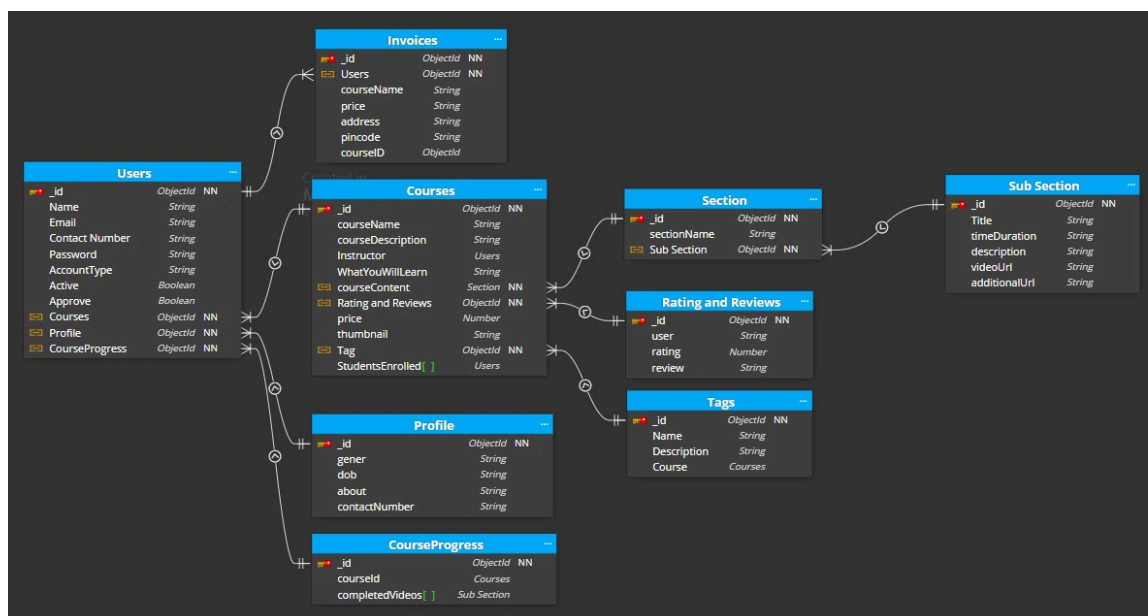 Invoices ...
_id ObjectId NN
Users ObjectId NN
courseName String
price String
address String
pincode String
courseID ObjectId
Users ...
_id ObjectId NN
Name String
Email String
Contact Number String
Password String
AccountType String
Active Boolean
Approve Boolean
Courses ObjectId NN
Profile ObjectId NN
CourseProgress ObjectId NN
Created in
Courses ...
_id ObjectId NN
courseName String
courseDescription String
Instructor Users
WhatYouWillLearn String
courseContent Section NN
Rating and Reviews ObjectId NN
price Number
thumbnail String
Tag ObjectId NN
StudentsEnrolled[ ] Users
Profile ...
_id ObjectId NN
gener String
dob String
about String
contactNumber String
CourseProgress ...
_id ObjectId NN
courseId Courses
completedVideos[ ] Sub Section
Section ...
_id ObjectId NN
sectionName String
Sub Section ObjectId NN
Rating and Reviews ...
_id ObjectId NN
user String
rating Number
review String
Tags ...
_id ObjectId NN
Name String
Description String
Course Courses
Sub Section ...
_id ObjectId NN
Title String
timeDuration String
description String
videoUrl String
additionalUrl String